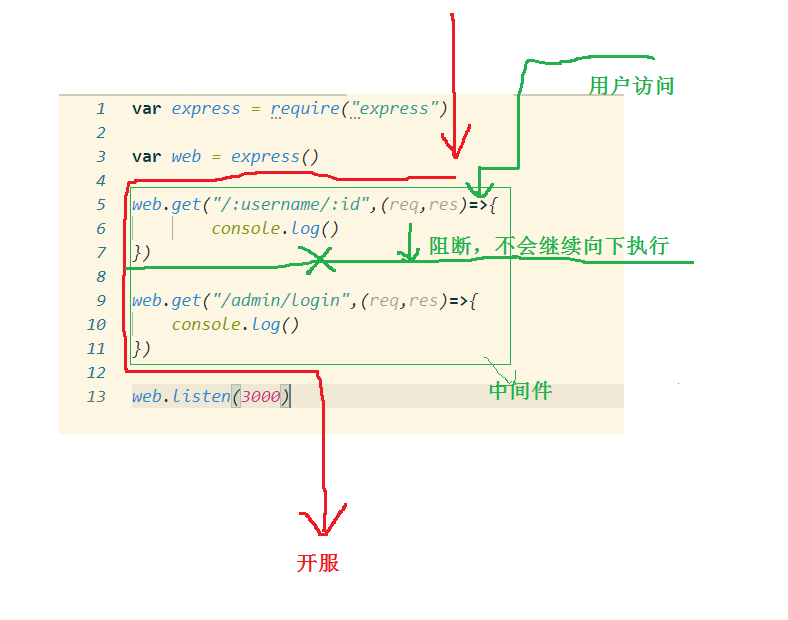 用户访问
1 var express = require("express")
2
3 var web = express()
4
5 web.get("/:username/:id",(req,res)=>{
6 console.log()
阻断，不会继续向下执行
7 })
8
9 web.get("/admin/login",(req,res)=>{
10 console.log()
11 })
12
中间件
13 web.listen(3000)
开服